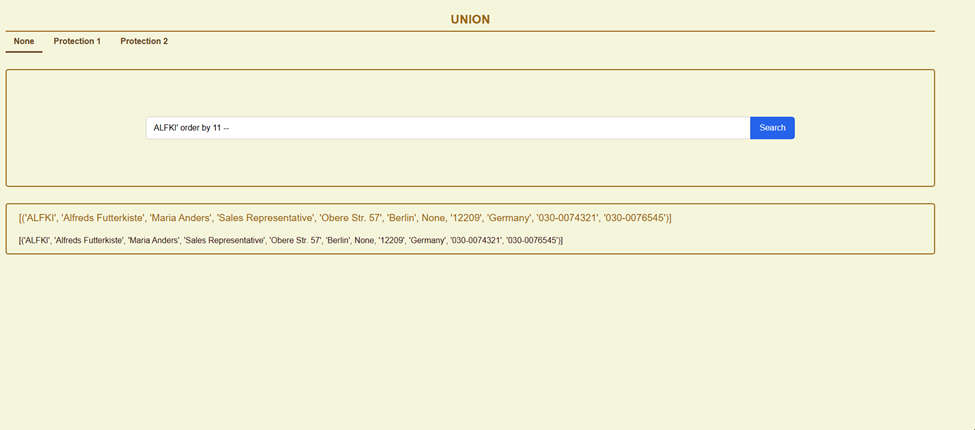 UNION
None Protection 1 Protection 2
ALFKI' order by 11 -- Search
[('ALFKI', 'Alfreds Futterkiste', 'Maria Anders', 'Sales Representative', 'Obere Str. 57', 'Berlin', None, '12209', 'Germany', '030-0074321', '030-0076545')]
[('ALFKI', 'Alfreds Futterkiste', 'Maria Anders', 'Sales Representative', 'Obere Str. 57', 'Berlin', None, '12209', 'Germany', '030-0074321', '030-0076545')]